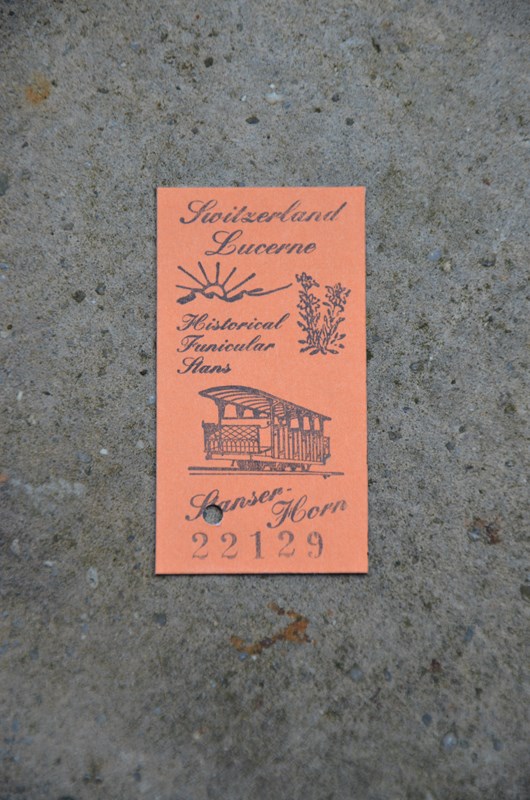 Switzerland
Lucerne
Historical
Funicular
Stans
Stanser-
Horn
22129